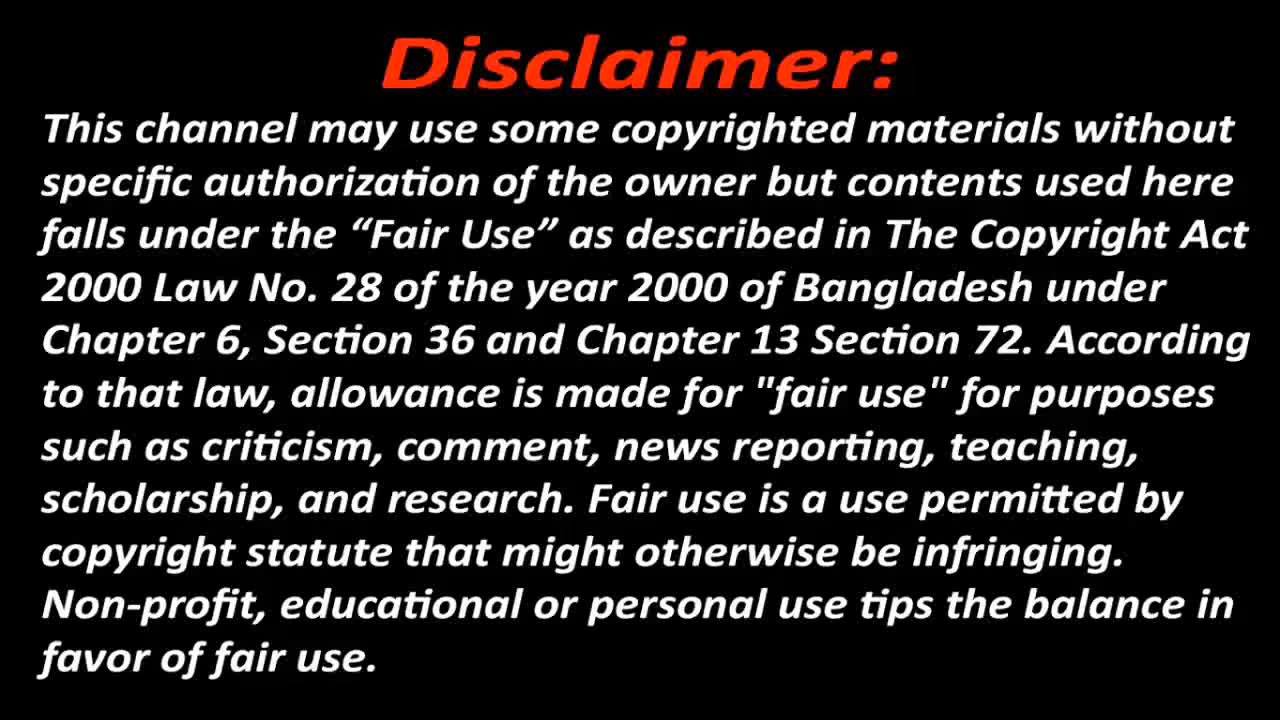 Disclaimer:
This channel may use some copyrighted materials without
specific authorization of the owner but contents used here
falls under the “Fair Use” as described in The Copyright Act
2000 Law No. 28 of the year 2000 of Bangladesh under
Chapter 6, Section 36 and Chapter 13 Section 72. According
to that law, allowance is made for "fair use" for purposes
such as criticism, comment, news reporting, teaching,
scholarship, and research. Fair use is a use permitted by
copyright statute that might otherwise be infringing.
Non-profit, educational or personal use tips the balance in
favor of fair use.